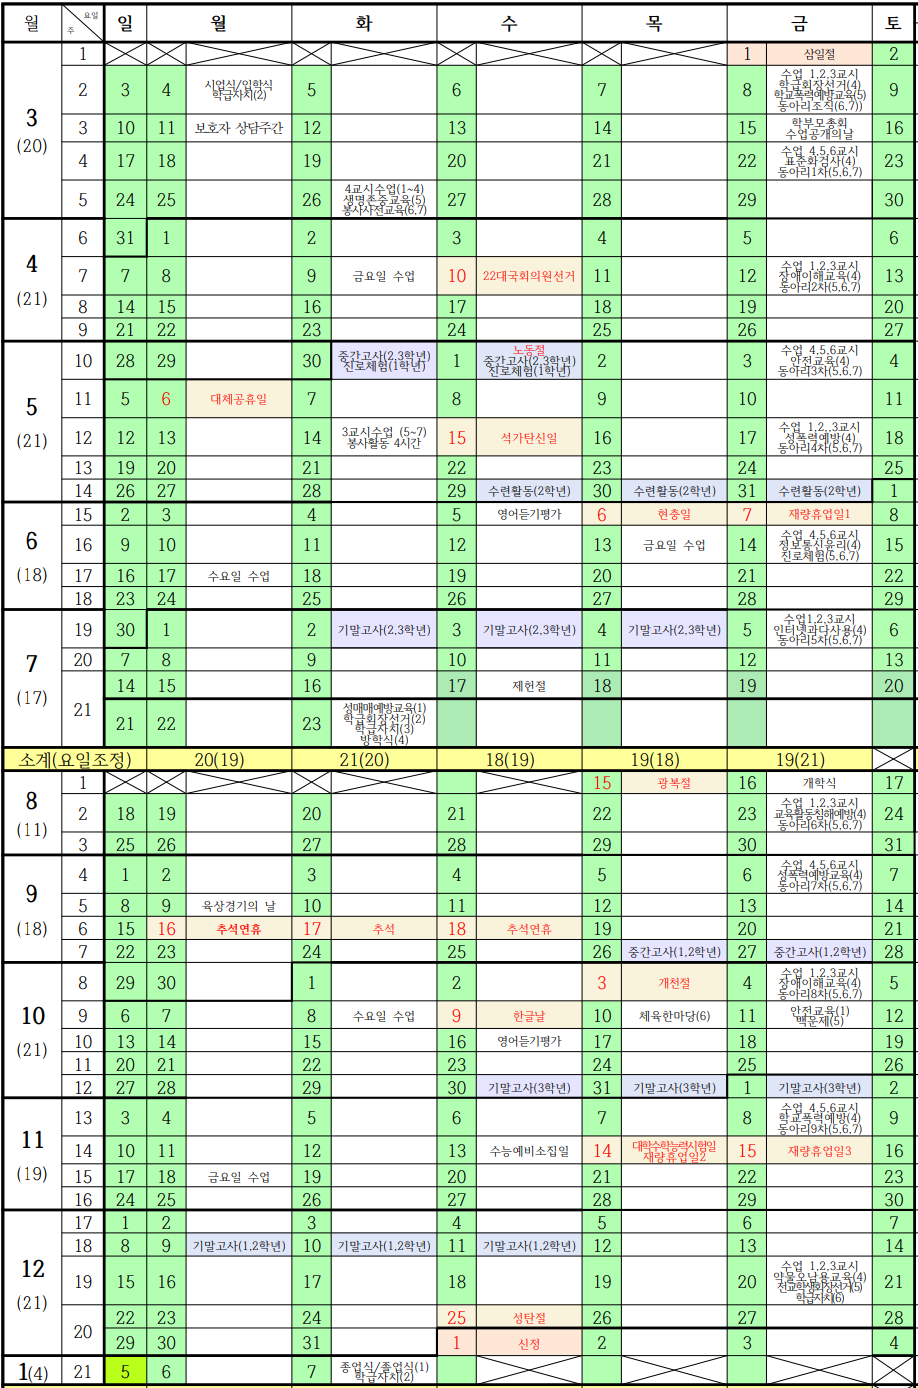 월 요일 주 일 월 화 수 목 금 토
3
(20)
1 1 삼일절 2
2 3 4 시업식/입학식 5 6 7 8 수업 1,2,3교시 9
학급자치(2) 학급회장선거(4)
학교폭력예방교육(5)
동아리조직(6,7))
3 10 11 보호자 상담주간 12 13 14 15 학부모총회 16
수업공개의날
4 17 18 19 20 21 22 수업 4,5,6교시 23
표준화검사(4)
동아리1차(5,6,7)
5 24 25 26 4교시수업(1~4) 27 28 29 30
생명존중교육(5)
봉사사전교육(6,7)
4
(21)
6 31 1 2 3 4 5 6
7 7 8 9 금요일 수업 10 22대국회의원선거 11 12 수업 1,2,3교시 13
장애이해교육(4)
동아리2차(5,6,7)
8 14 15 16 17 18 19 20
9 21 22 23 24 25 26 27
5
(21)
10 28 29 30 중간고사(2,3학년) 1 노동절 2 3 수업 4,5,6교시 4
진로체험(1학년) 중간고사(2,3학년) 안전교육(4)
진로체험(1학년) 동아리3차(5,6,7)
11 5 6 대체공휴일 7 8 9 10 11
12 12 13 14 3교시수업 (5~7) 15 석가탄신일 16 17 수업 1,2,,3교시 18
봉사활동 4시간 성폭력예방(4)
동아리4차(5,6,7)
13 19 20 21 22 23 24 25
14 26 27 28 29 수련활동(2학년) 30 수련활동(2학년) 31 수련활동(2학년) 1
6
(18)
15 2 3 4 5 영어듣기평가 6 현충일 7 재량휴업일1 8
16 9 10 11 12 13 금요일 수업 14 수업 4,5,6교시 15
정보통신윤리(4)
진로체험(5,6,7)
17 16 17 수요일 수업 18 19 20 21 22
18 23 24 25 26 27 28 29
7
(17)
19 30 1 2 기말고사(2,3학년) 3 기말고사(2,3학년) 4 기말고사(2,3학년) 5 수업1,2,3교시 6
인터넷과다사용(4)
동아리5차(5,6,7)
20 7 8 9 10 11 12 13
21 14 15 16 17 제헌절 18 19 20
21 22 23 성매매예방교육(1)
학급회장선거(2)
학급자치(3)
방학식(4)
소계(요일조정) 20(19) 21(20) 18(19) 19(18) 19(21)
8
(11)
1 15 광복절 16 개학식 17
2 18 19 20 21 22 23 수업 1,2,3교시 24
교육활동침해예방(4)
동아리6차(5,6,7)
3 25 26 27 28 29 30 31
9
(18)
4 1 2 3 4 5 6 수업 4,5,6교시 7
성폭력예방교육(4)
동아리7차(5,6,7)
5 8 9 육상경기의 날 10 11 12 13 14
6 15 16 추석연휴 17 추석 18 추석연휴 19 20 21
7 22 23 24 25 26 중간고사(1,2학년) 27 중간고사(1,2학년) 28
10
(21)
8 29 30 1 2 3 개천절 4 수업 1,2,3교시 5
장애이해교육(4)
동아리8차(5,6,7)
9 6 7 8 수요일 수업 9 한글날 10 체육한마당(6) 11 안전교육(1) 12
백운제(5)
10 13 14 15 16 영어듣기평가 17 18 19
11 20 21 22 23 24 25 26
12 27 28 29 30 기말고사(3학년) 31 기말고사(3학년) 1 기말고사(3학년) 2
11
(19)
13 3 4 5 6 7 8 수업 4,5,6교시 9
학교폭력예방(4)
동아리9차(5,6,7)
14 10 11 12 13 수능예비소집일 14 대학수학능력시험일 15 재량휴업일3 16
재량휴업일2
15 17 18 금요일 수업 19 20 21 22 23
16 24 25 26 27 28 29 30
12
(21)
17 1 2 3 4 5 6 7
18 8 9 기말고사(1,2학년) 10 기말고사(1,2학년) 11 기말고사(1,2학년) 12 13 14
19 15 16 17 18 19 20 수업 1,2,3교시 21
약물오남용교육(4)
전교학생회장선거(5)
학급자치(6)
20 22 23 24 25 성탄절 26 27 28
29 30 31 1 신정 2 3 4
1(4) 21 5 6 7 종업식/졸업식(1)
학급자치(2)